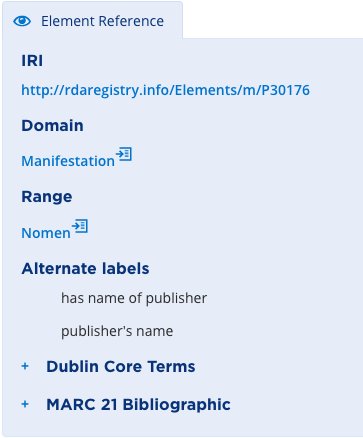 Element Reference
IRI
http://rdaregistry.info/Elements/m/P30176
Domain
Manifestation
Range
Nomen
Alternate labels
has name of publisher
publisher's name
+ Dublin Core Terms
+ MARC 21 Bibliographic